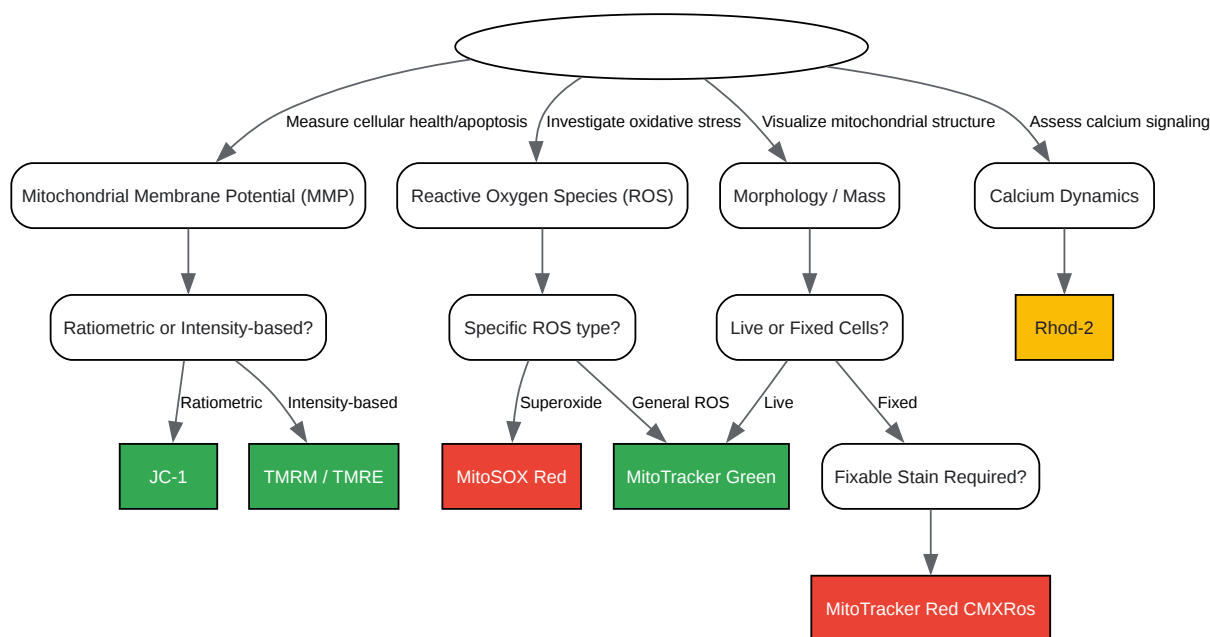 Measure cellular health/apoptosis
Investigate oxidative stress
Visualize mitochondrial structure
Assess calcium signaling
Mitochondrial Membrane Potential (MMP)
Reactive Oxygen Species (ROS)
Morphology / Mass
Calcium Dynamics
Ratiometric or Intensity-based?
Specific ROS type?
Live or Fixed Cells?
Rhod-2
Ratiometric
Intensity-based
Superoxide
General ROS
Live
Fixed
JC-1
TMRM / TMRE
MitoSOX Red
MitoTracker Green
Fixable Stain Required?
MitoTracker Red CMXRos